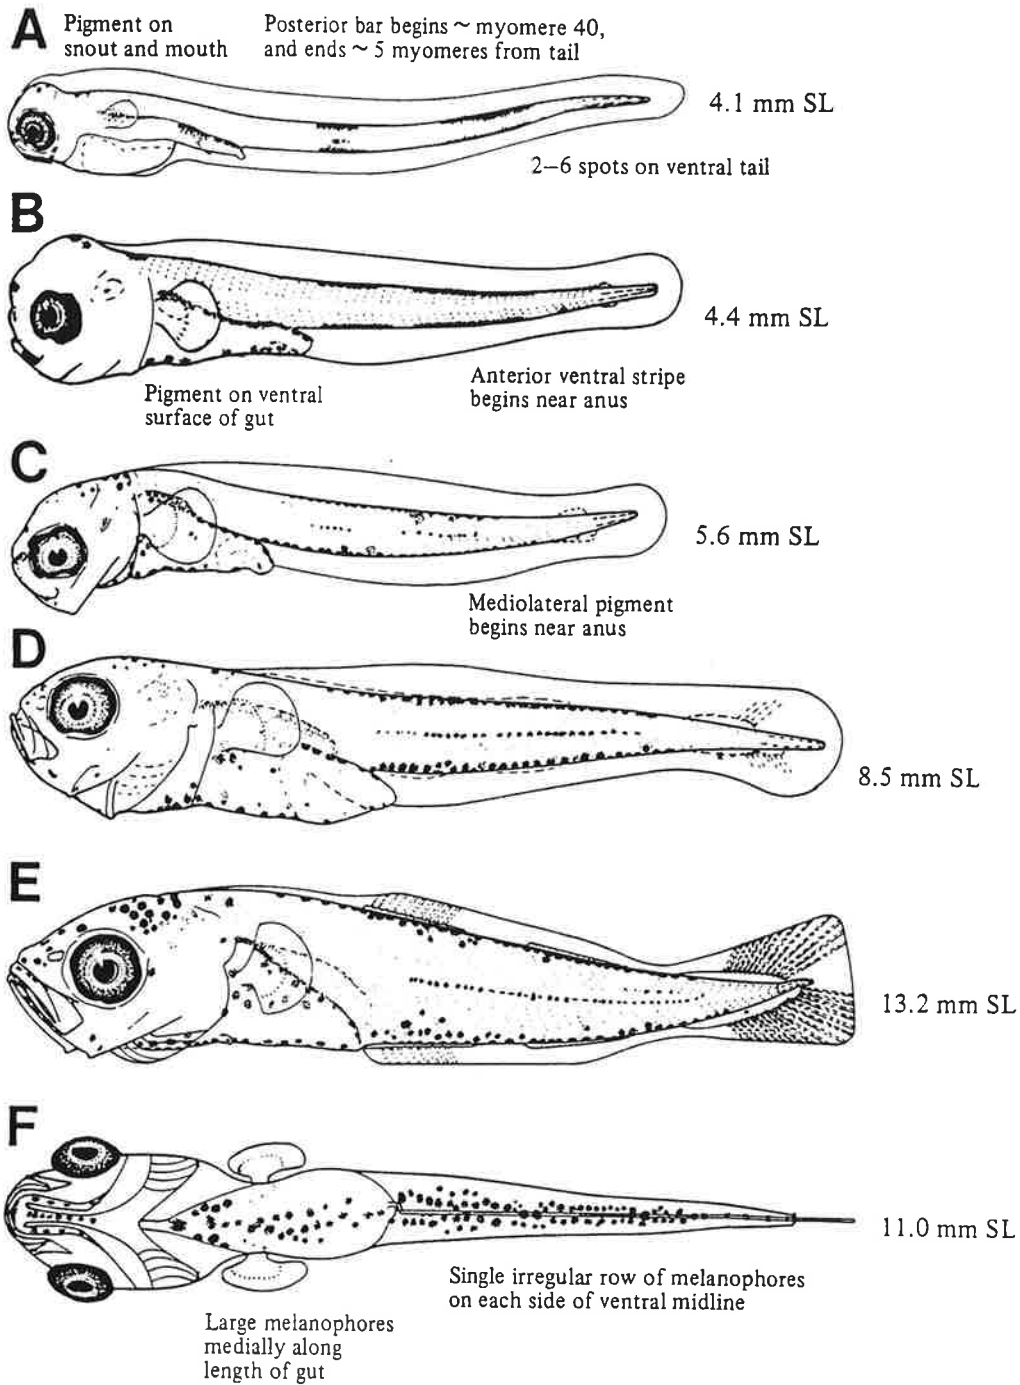 A
Pigment on
snout and mouth
Posterior bar begins ~ myomere 40,
and ends ~ 5 myomeres from tail
4.1 mm SL
2–6 spots on ventral tail
B
4.4 mm SL
Pigment on ventral
surface of gut
Anterior ventral stripe
begins near anus
C
5.6 mm SL
Mediolateral pigment
begins near anus
D
8.5 mm SL
E
13.2 mm SL
F
11.0 mm SL
Single irregular row of melanophores
on each side of ventral midline
Large melanophores
medially along
length of gut